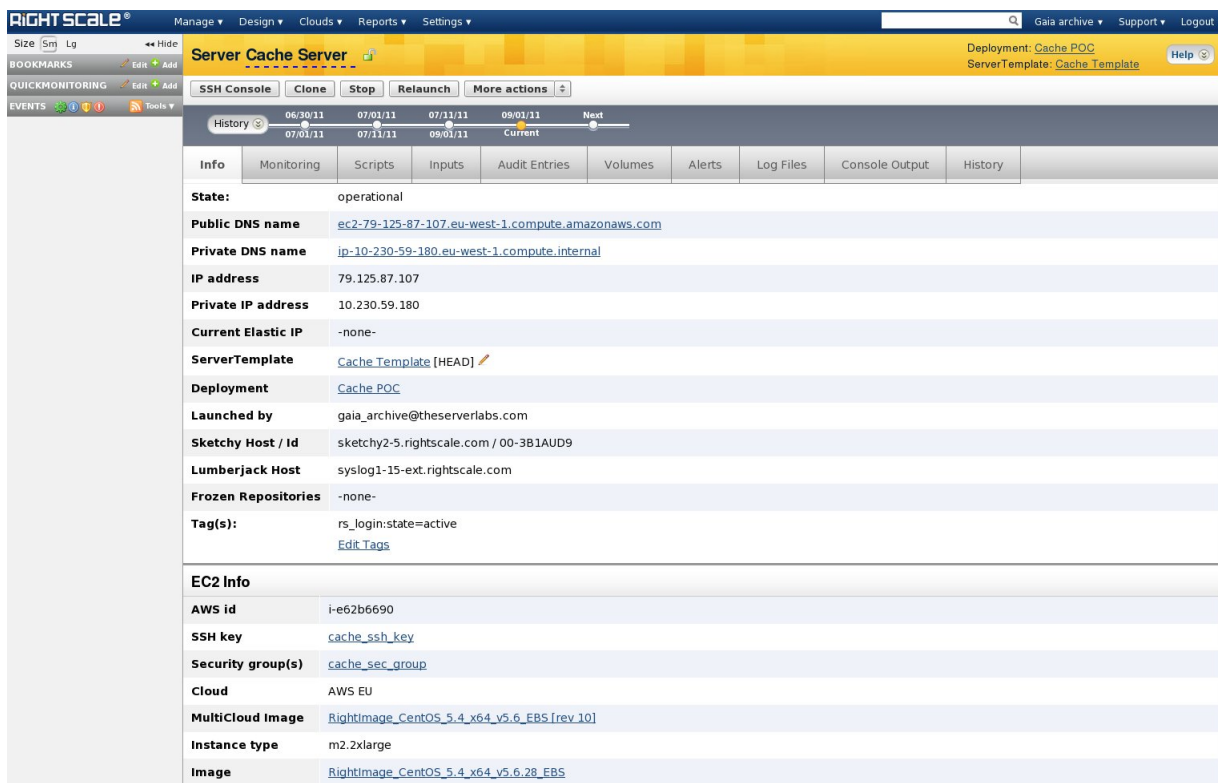 RiGHTSCaLe® Manage ▾ Design ▾ Clouds ▾ Reports ▾ Settings ▾ Gaia archive ▾ Support ▾ Logout
Size Sm Lg ◂◂ Hide
BOOKMARKS Edit Add
QUICKMONITORING Edit Add
EVENTS Tools ▾
Server Cache Server
Deployment: Cache POC
ServerTemplate: Cache Template
Help
SSH Console Clone Stop Relaunch More actions
History
06/30/11 07/01/11 07/11/11 09/01/11 Next
07/01/11 07/11/11 09/01/11 Current
Info Monitoring Scripts Inputs Audit Entries Volumes Alerts Log Files Console Output History
State: operational
Public DNS name ec2-79-125-87-107.eu-west-1.compute.amazonaws.com
Private DNS name ip-10-230-59-180.eu-west-1.compute.internal
IP address 79.125.87.107
Private IP address 10.230.59.180
Current Elastic IP -none-
ServerTemplate Cache Template [HEAD]
Deployment Cache POC
Launched by gaia_archive@theserverlabs.com
Sketchy Host / Id sketchy2-5.rightscale.com / 00-3B1AUD9
Lumberjack Host syslog1-15-ext.rightscale.com
Frozen Repositories -none-
Tag(s): rs_login:state=active
Edit Tags
EC2 Info
AWS id i-e62b6690
SSH key cache_ssh_key
Security group(s) cache_sec_group
Cloud AWS EU
MultiCloud Image RightImage_CentOS_5.4_x64_v5.6_EBS [rev 10]
Instance type m2.2xlarge
Image RightImage_CentOS_5.4_x64_v5.6.28_EBS